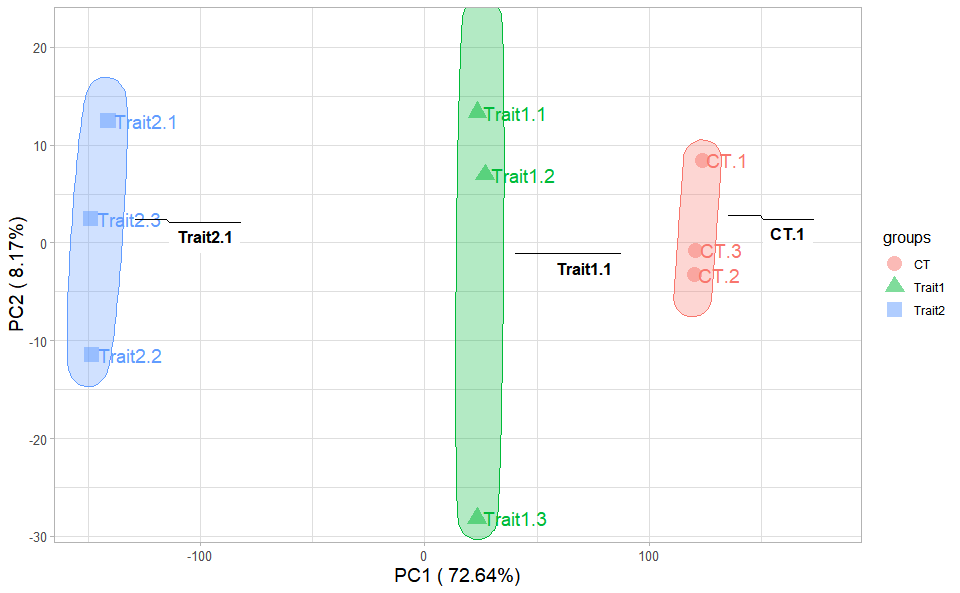 20
10
0
-10
-20
-30
PC2 ( 8.17%)
Trait2.1
Trait2.3
Trait2.2
Trait2.1
Trait1.1
Trait1.2
Trait1.3
Trait1.1
CT.1
CT.3
CT.2
CT.1
-100
0
100
PC1 ( 72.64%)
groups
CT
Trait1
Trait2